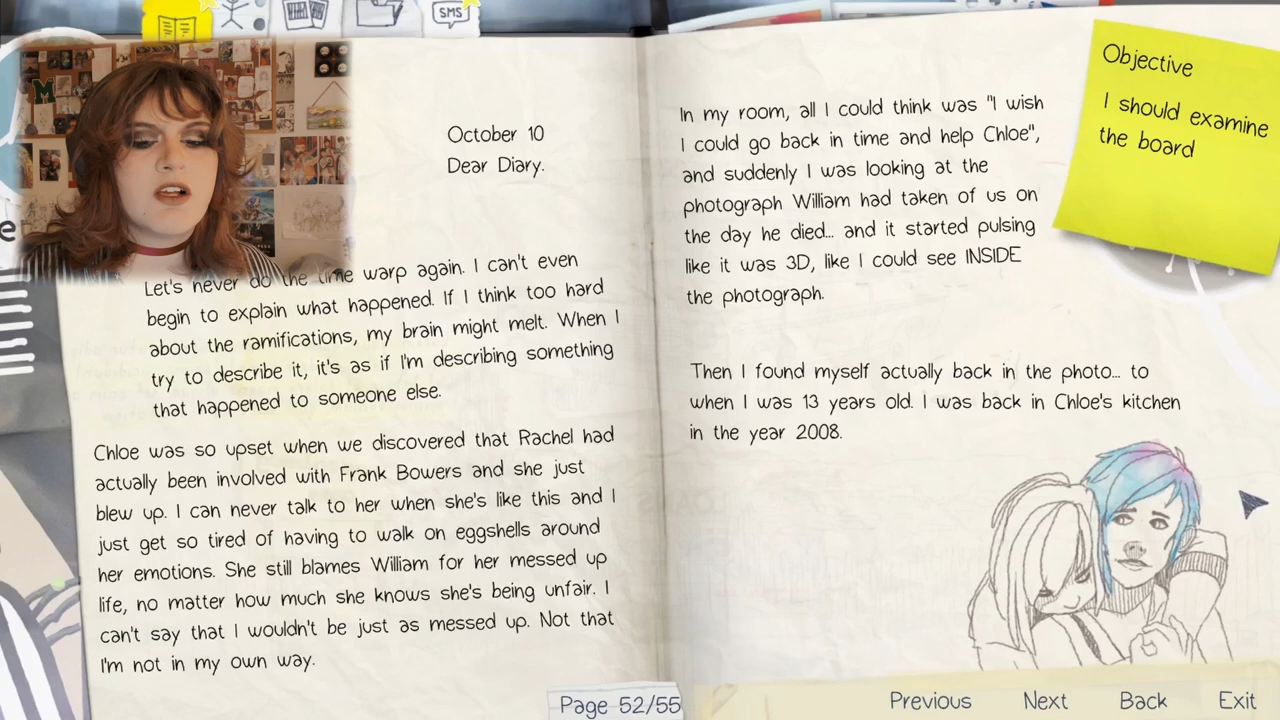 SMS
Objective
I should examine
the board
October 10
Dear Diary.
Let's never do the time warp again. I can't even
begin to explain what happened. If I think too hard
about the ramifications, my brain might melt. When I
try to describe it, it's as if I'm describing something
that happened to someone else.
Chloe was so upset when we discovered that Rachel had
actually been involved with Frank Bowers and she just
blew up. I can never talk to her when she's like this and I
just get so tired of having to walk on eggshells around
her emotions. She still blames William for her messed up
life, no matter how much she knows she's being unfair. I
can't say that I wouldn't be just as messed up. Not that
I'm not in my own way.
In my room, all I could think was "I wish
I could go back in time and help Chloe",
and suddenly I was looking at the
photograph William had taken of us on
the day he died... and it started pulsing
like it was 3D, like I could see INSIDE
the photograph.
Then I found myself actually back in the photo... to
when I was 13 years old. I was back in Chloe's kitchen
in the year 2008.
Page 52/55
Previous Next Back Exit
M
e